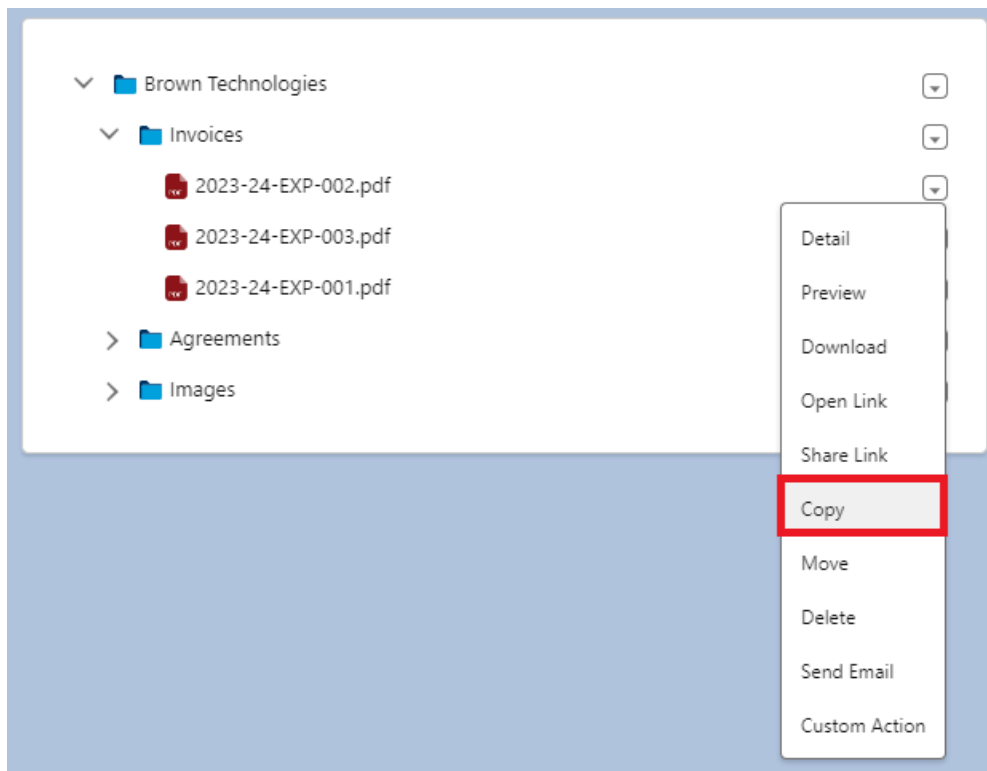 Brown Technologies
Invoices
2023-24-EXP-002.pdf
2023-24-EXP-003.pdf
2023-24-EXP-001.pdf
Agreements
Images
Detail
Preview
Download
Open Link
Share Link
Copy
Move
Delete
Send Email
Custom Action